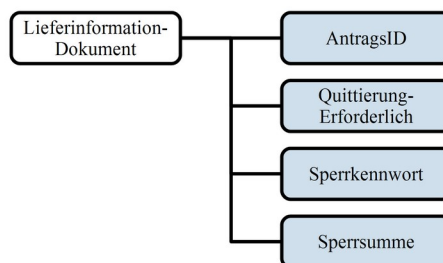 Lieferinformation-
Dokument
AntragsID
Quittierung-
Erforderlich
Sperrkennwort
Sperrsumme